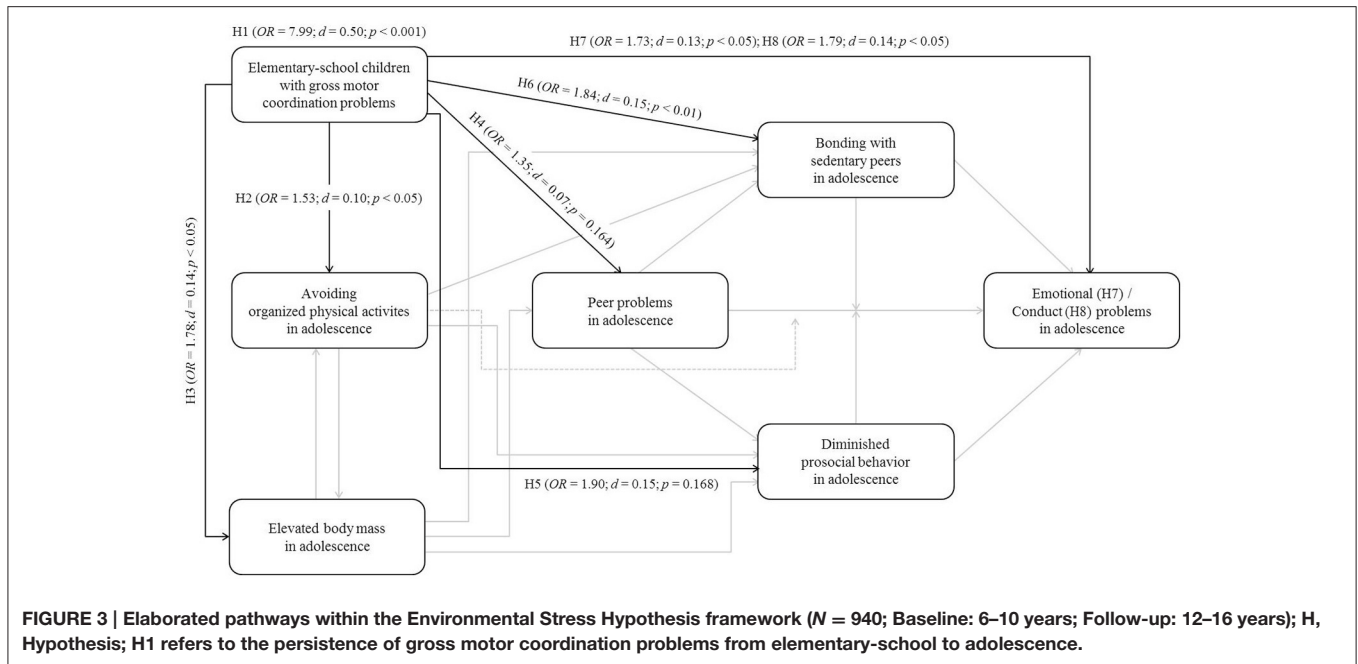 H1 (OR = 7.99; d = 0.50; p < 0.001)
H7 (OR = 1.73; d = 0.13; p < 0.05); H8 (OR = 1.79; d = 0.14; p < 0.05)
Elementary-school children
with gross motor
coordination problems
H6 (OR = 1.84; d = 0.15; p < 0.01)
H4 (OR = 1.35; d = 0.07; p = 0.164)
Bonding with
sedentary peers
in adolescence
H2 (OR = 1.53; d = 0.10; p < 0.05)
H3 (OR = 1.78; d = 0.14; p < 0.05)
Avoiding
organized physical activites
in adolescence
Peer problems
in adolescence
Emotional (H7) /
Conduct (H8) problems
in adolescence
Diminished
prosocial behavior
in adolescence
H5 (OR = 1.90; d = 0.15; p = 0.168)
Elevated body mass
in adolescence
FIGURE 3 | Elaborated pathways within the Environmental Stress Hypothesis framework (N = 940; Baseline: 6–10 years; Follow-up: 12–16 years); H,
Hypothesis; H1 refers to the persistence of gross motor coordination problems from elementary-school to adolescence.